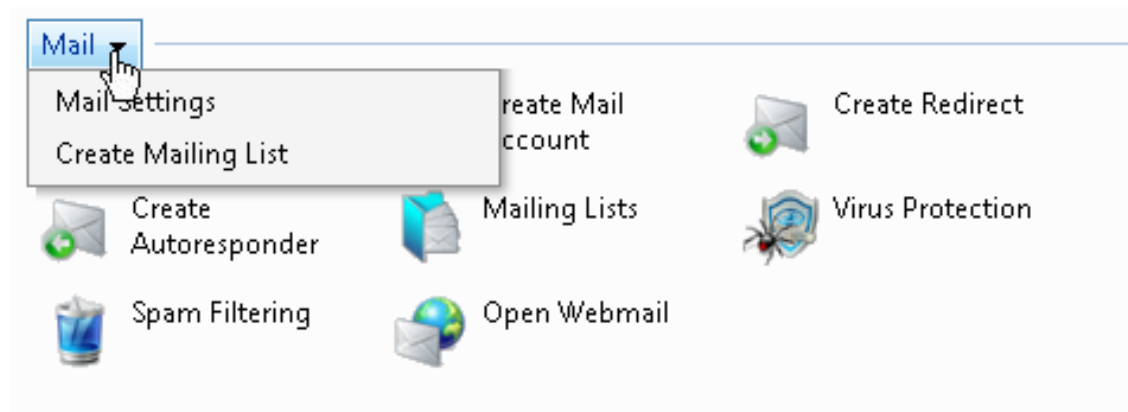 Mail
Mail Settings
Create Mailing List
reate Mail
ccount
Create Redirect
Create
Autoresponder
Mailing Lists
Virus Protection
Spam Filtering
Open Webmail